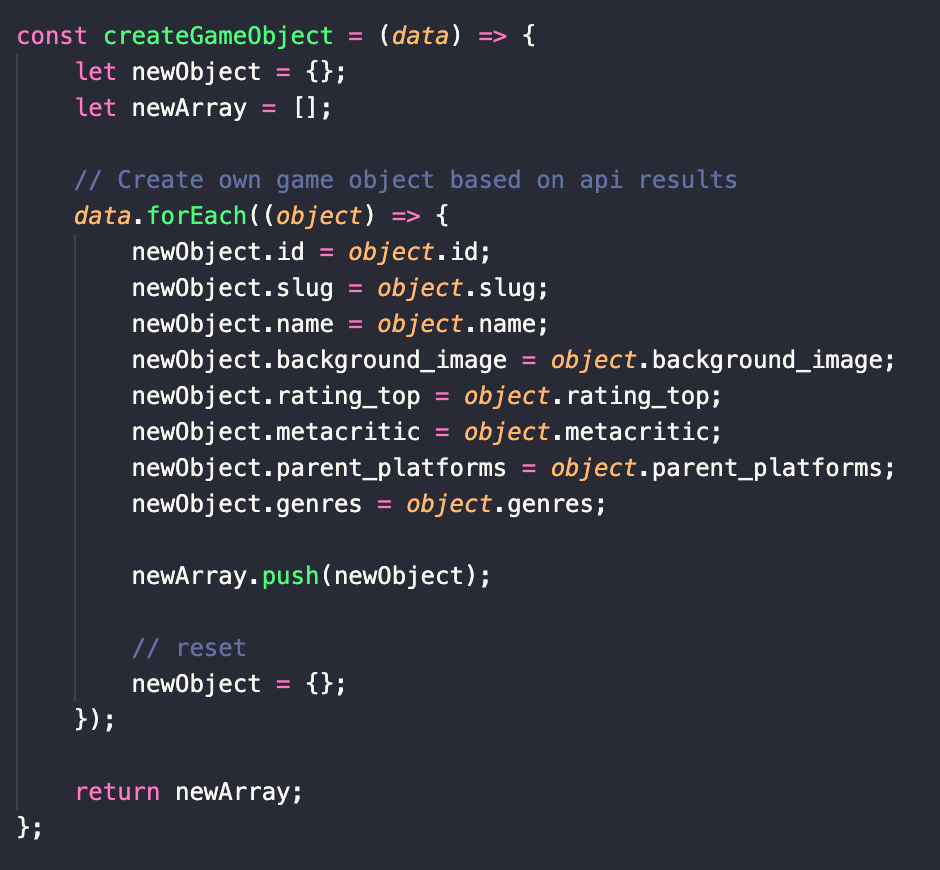 const createGameObject = (data) => {
    let newObject = {};
    let newArray = [];

    // Create own game object based on api results
    data.forEach((object) => {
        newObject.id = object.id;
        newObject.slug = object.slug;
        newObject.name = object.name;
        newObject.background_image = object.background_image;
        newObject.rating_top = object.rating_top;
        newObject.metacritic = object.metacritic;
        newObject.parent_platforms = object.parent_platforms;
        newObject.genres = object.genres;

        newArray.push(newObject);

        // reset
        newObject = {};
    });

    return newArray;
};